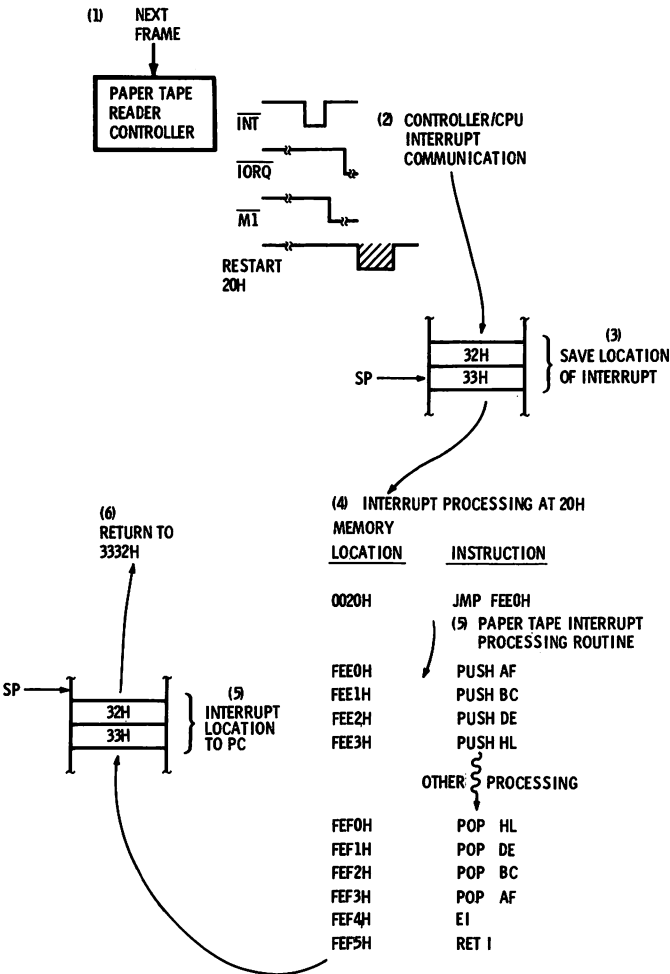 (1) NEXT
FRAME
PAPER TAPE
READER
CONTROLLER
INT
IORQ
M1
RESTART
20H
(2) CONTROLLER/CPU
INTERRUPT
COMMUNICATION
32H
SP
33H
(3)
SAVE LOCATION
OF INTERRUPT
(4) INTERRUPT PROCESSING AT 20H
MEMORY
LOCATION INSTRUCTION
0020H JMP FEE0H
(5) PAPER TAPE INTERRUPT
PROCESSING ROUTINE
FEE0H PUSH AF
FEE1H PUSH BC
FEE2H PUSH DE
FEE3H PUSH HL
OTHER PROCESSING
FEF0H POP HL
FEF1H POP DE
FEF2H POP BC
FEF3H POP AF
FEF4H EI
FEF5H RET I
(5)
INTERRUPT
LOCATION
TO PC
SP
32H
33H
(6)
RETURN TO
3332H